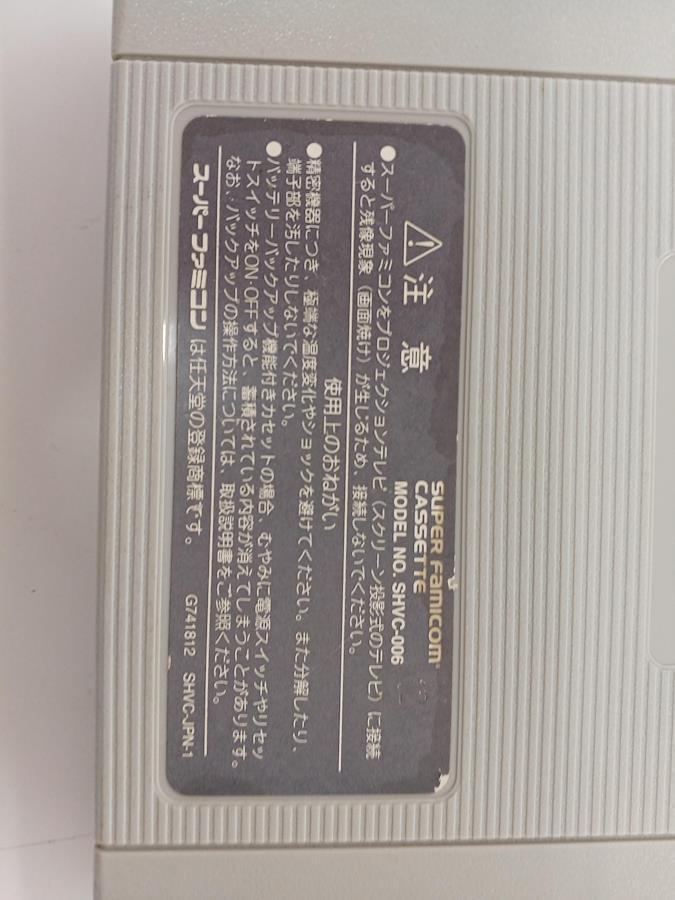 ⚠注意
SUPER FAMICOM
CASSETTE
MODEL NO. SHVC-006
●スーパーファミコンをプロジェクションテレビ(スクリーン投影式のテレビ)に接続
すると残像現象(画面焼け)が生じるため、接続しないでください。
使用上のおねがい
●精密機器につき、極端な温度変化やショックを避けてください。また分解したり、
端子部を汚したりしないでください。
●バッテリーバックアップ機能付きカセットの場合、むやみに電源スイッチやリセッ
トスイッチをON・OFFすると、蓄積されている内容が消えてしまうことがあります。
なお、バックアップの操作方法については、取扱説明書をご参照ください。
スーパーファミコンは任天堂の登録商標です。
G741812 SHVC-JPN-1